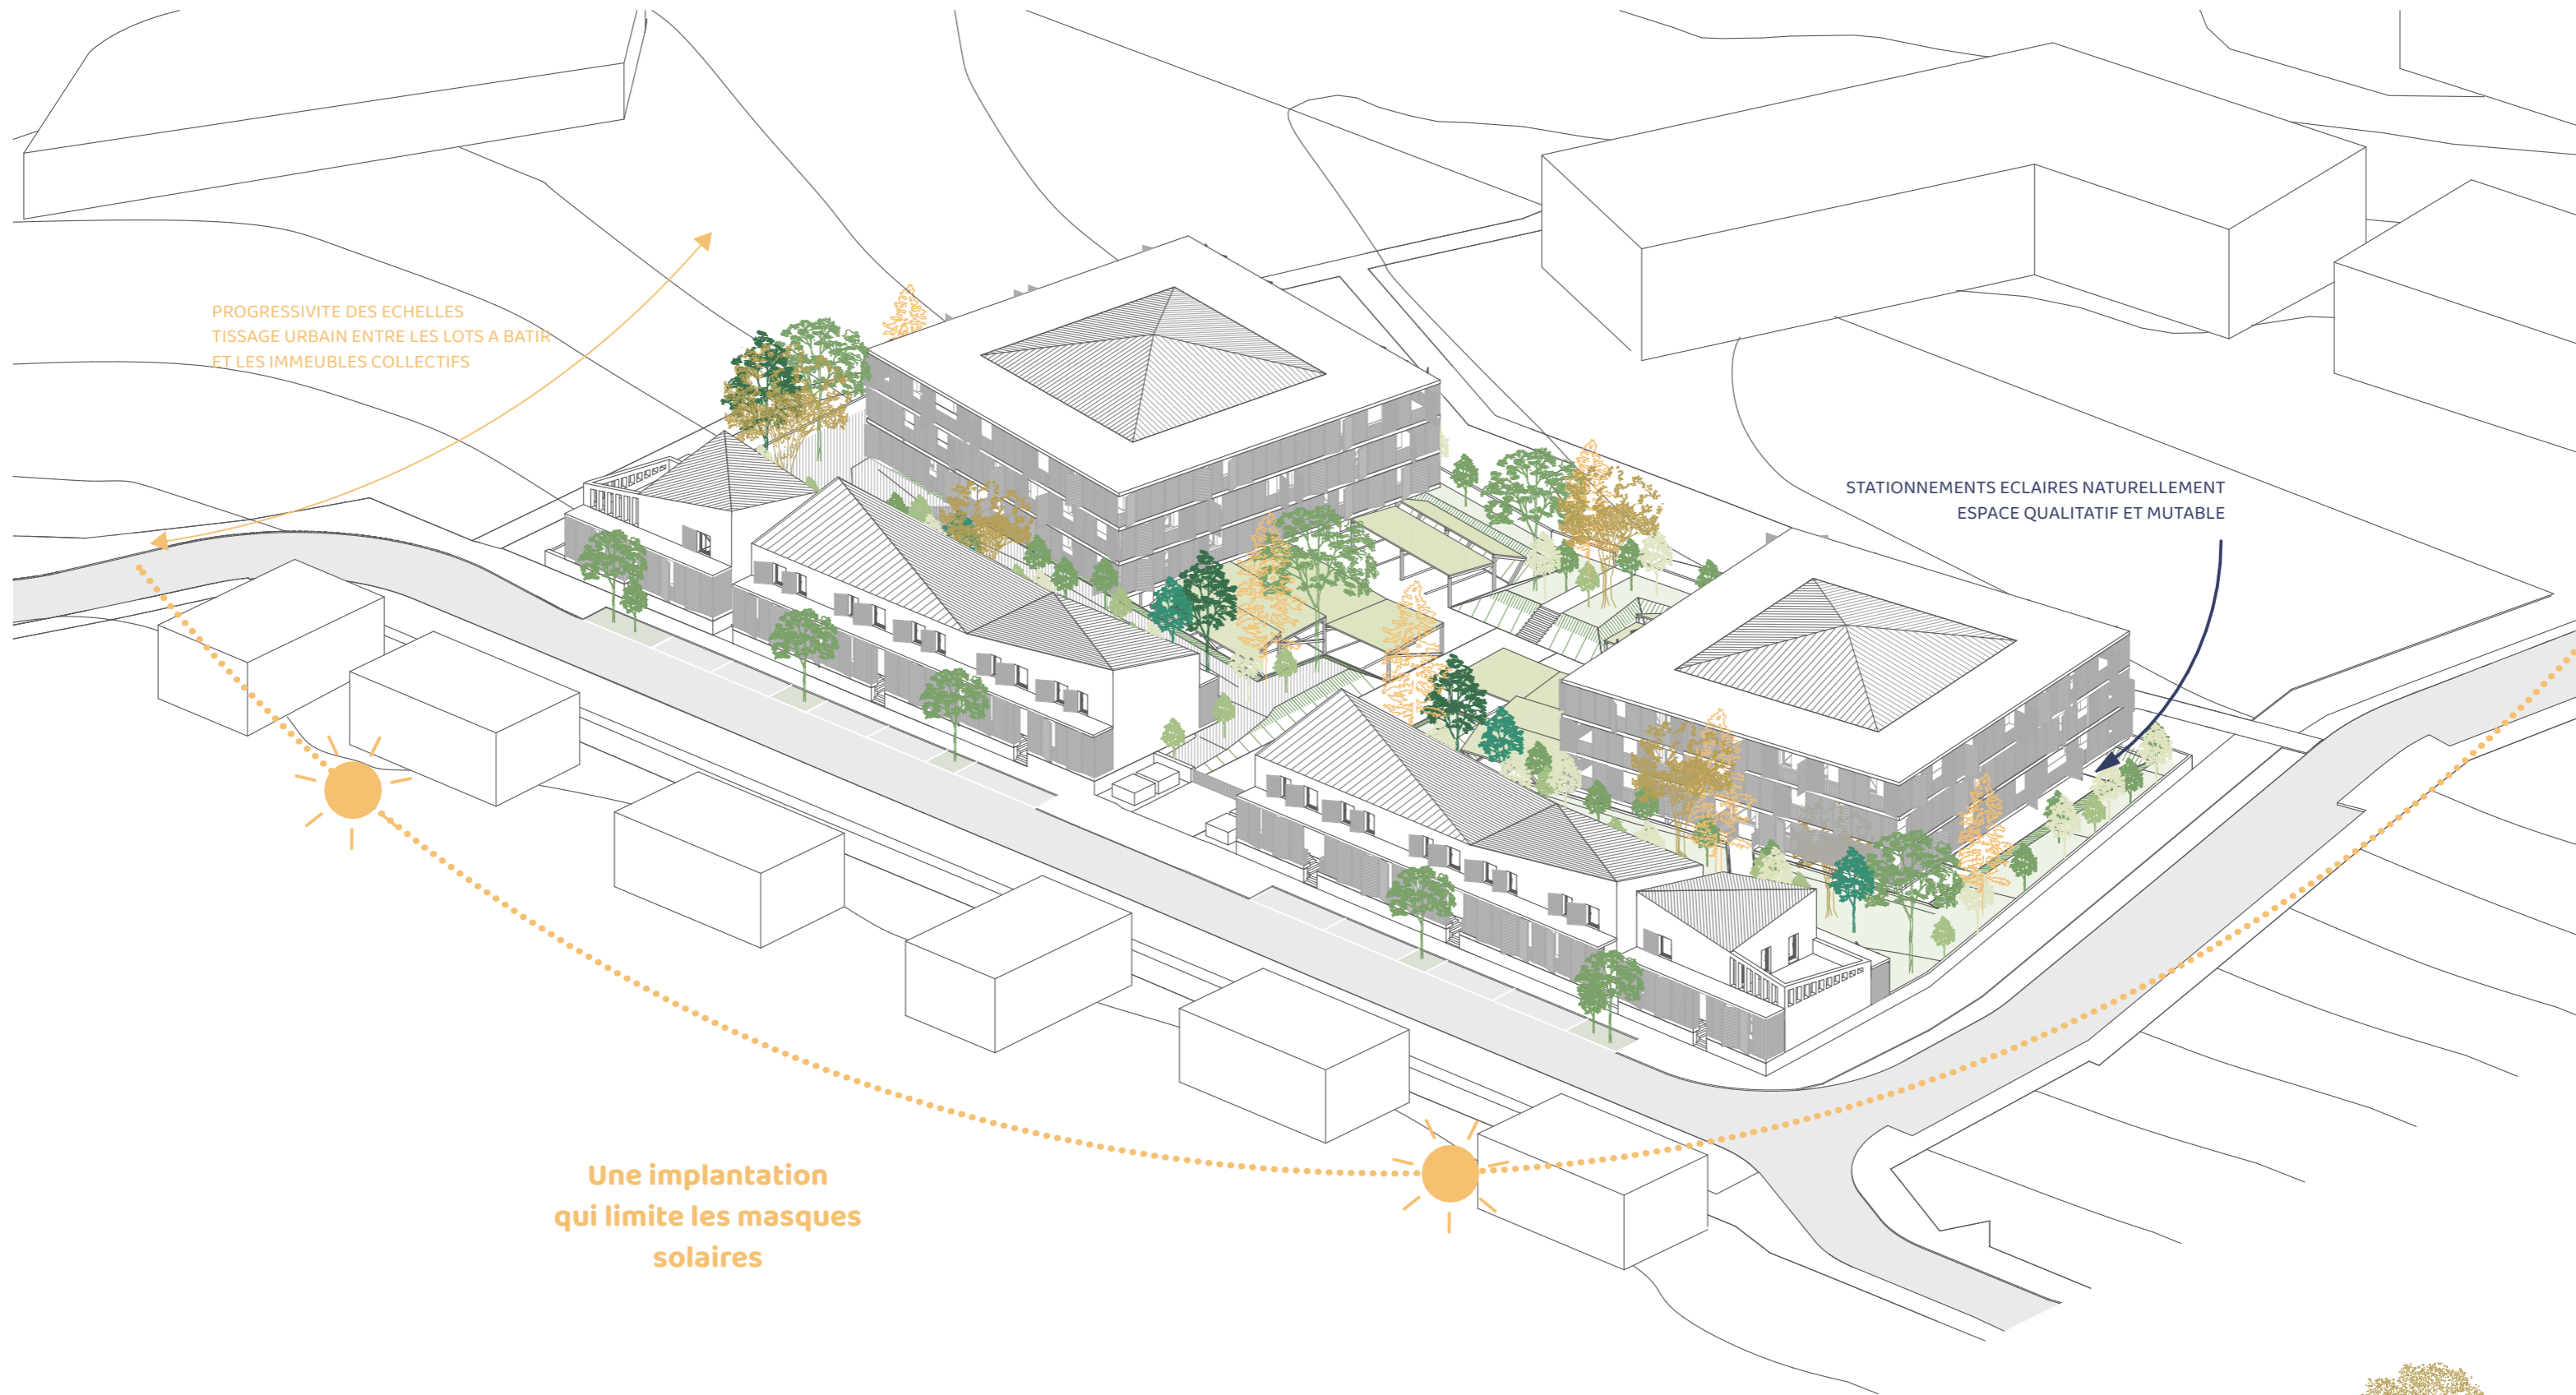 PROGRESSIVITE DES ECHELLES
TISSAGE URBAIN ENTRE LES LOTS A BATIR
ET LES IMMEUBLES COLLECTIFS
STATIONNEMENTS ECLAIRES NATURELLEMENT
ESPACE QUALITATIF ET MUTABLE
Une implantation
qui limite les masques
solaires